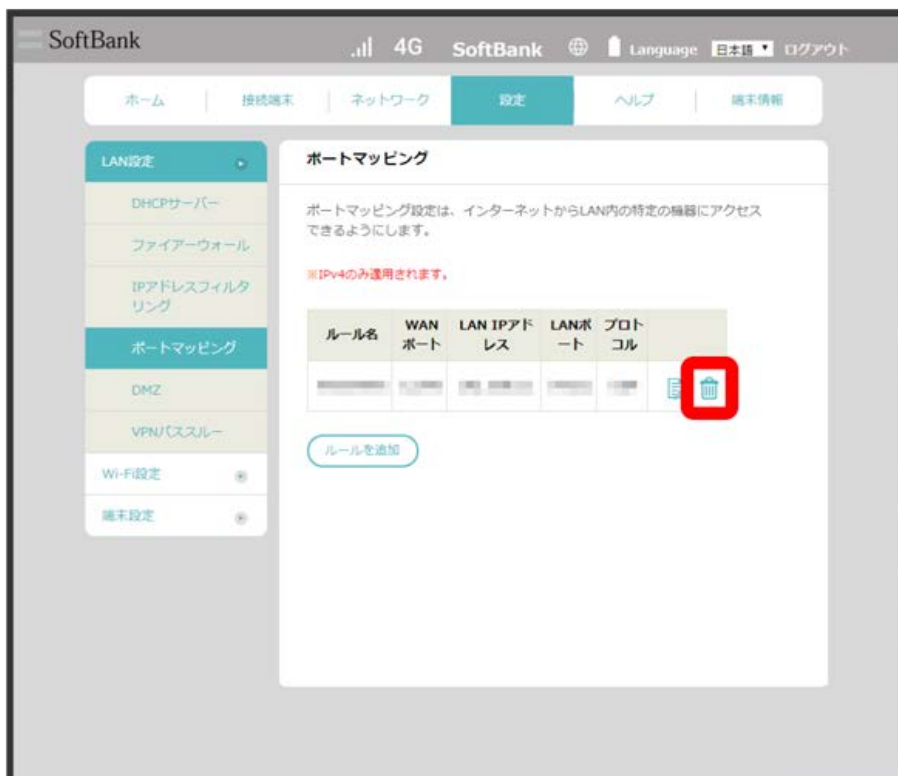 SoftBank
4G SoftBank Language 日本語 ログアウト
ホーム 接続端末 ネットワーク 設定 ヘルプ 端末情報
LAN設定
DHCPサーバー
ファイアーウォール
IPアドレスフィルタ
リング
ポートマッピング
DMZ
VPNパススルー
Wi-Fi設定
端末設定
ポートマッピング
ポートマッピング設定は、インターネットからLAN内の特定の機器にアクセス
できるようにします。
※IPv4のみ適用されます。
ルール名 WAN LAN IPアド LANポ プロト
ポート レス ート コル
ルールを追加